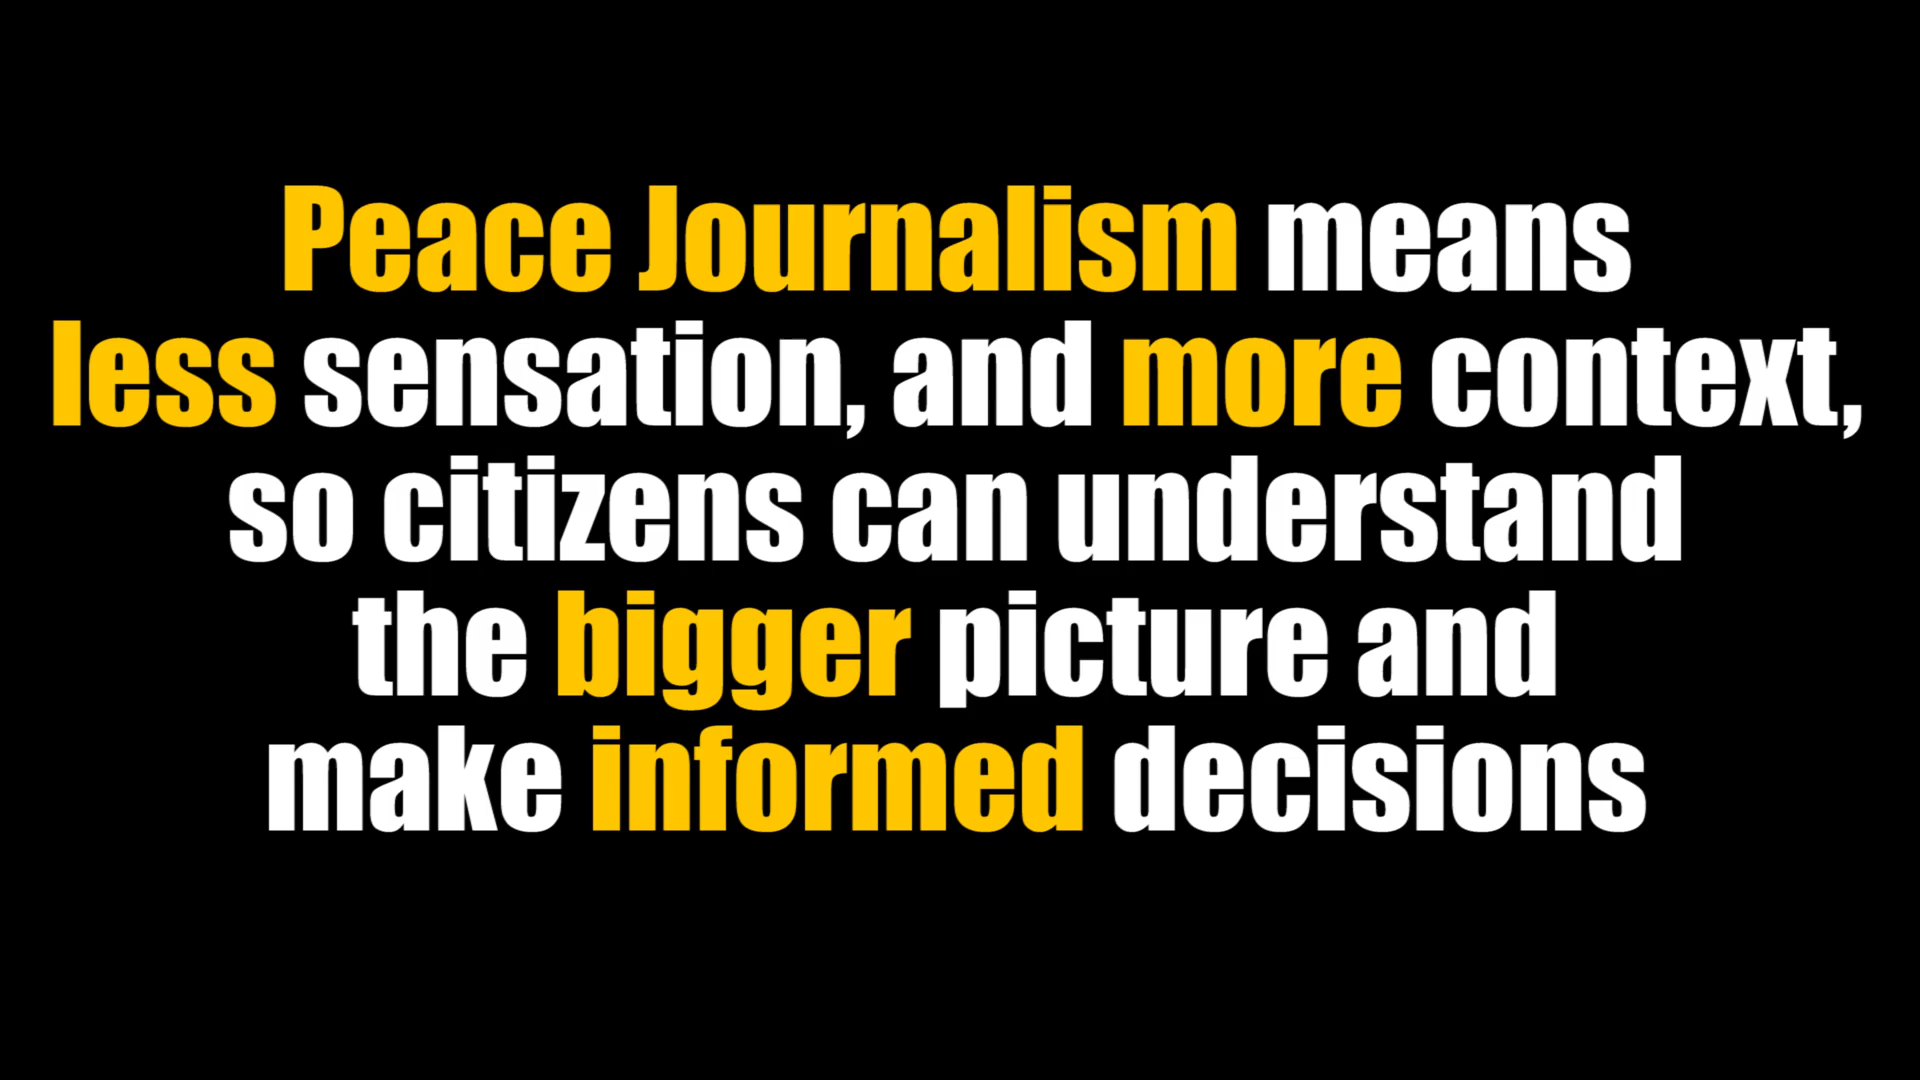 Peace Journalism means
less sensation, and more context,
so citizens can understand
the bigger picture and
make informed decisions